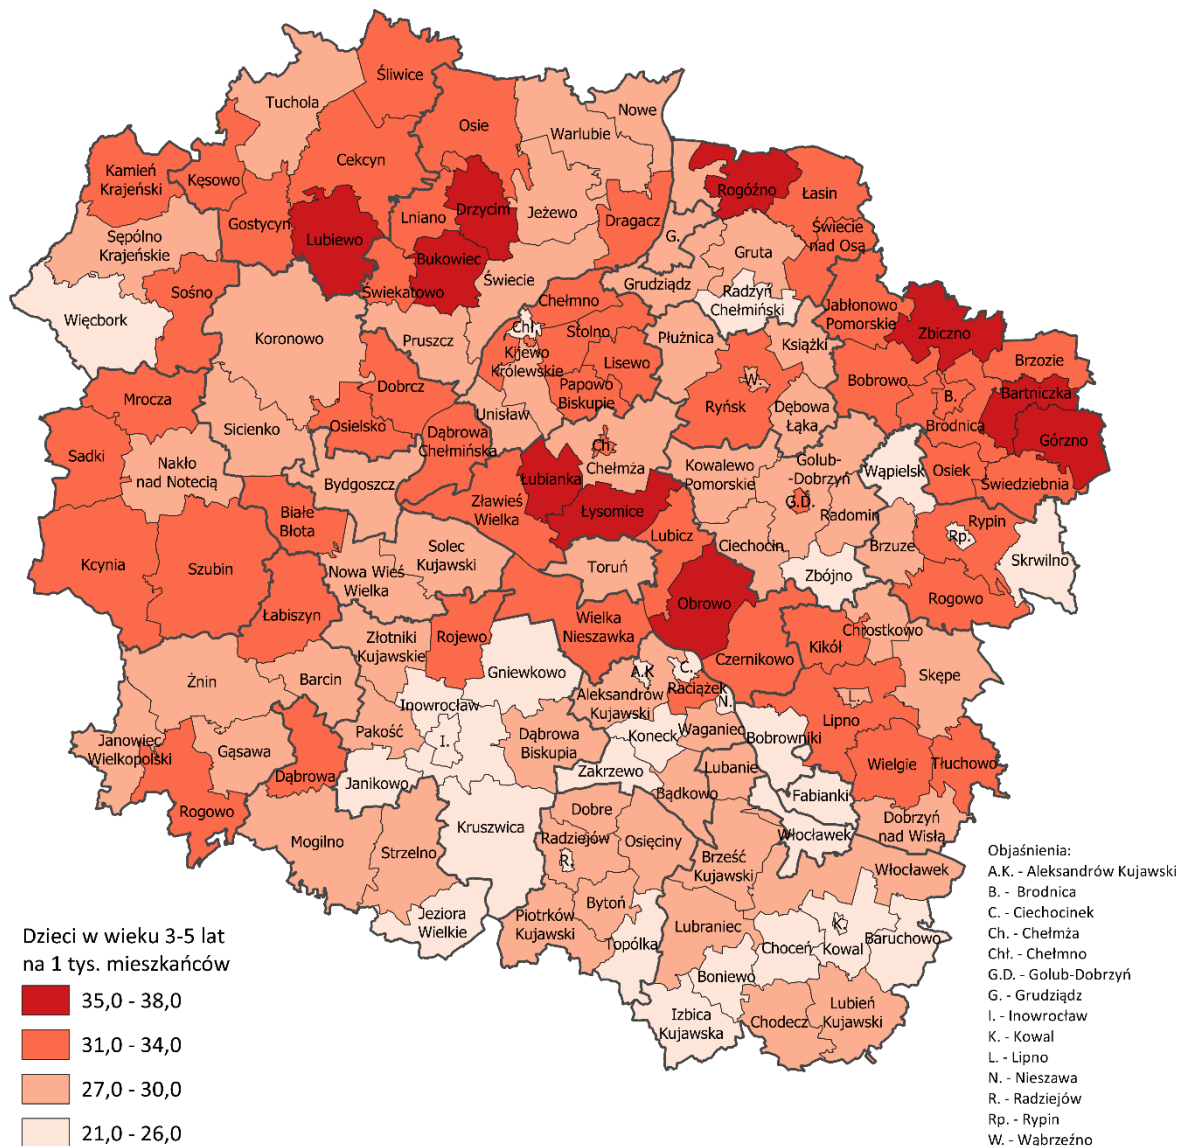 Śliwice
Tuchola
Nowe
Osie
Warlubie
Cekcyn
Kamień
Krajeński
Kęsowo
Rogóźno
Łasin
Drzycim
Lniano
Jeżewo
Dragacz
Gostycyn
Świecie
nad Osą
Sępólno
Krajeńskie
Lubiewo
G.
Gruta
Bukowiec
Świecie
Grudziądz
Radzyń
Chełmiński
Sośno
Świekatowo
Chełmno
Jabłonowo
Pomorskie
Więcbork
Chł.
Stolno
Zbiczno
Koronowo
Pruszcz
Płużnica
Książki
Kijewo
Królewskie
Lisewo
Brzozie
Dobrcz
Papowo
Biskupie
W.
Bobrowo
B.
Bartniczka
Mrocza
Unisław
Ryńsk
Dębowa
Łąka
Brodnica
Sicienko
Osielsko
Dąbrowa
Chełmińska
Ch.
Górzno
Sadki
Nakło
nad Notecią
Bydgoszcz
Chełmża
Kowalewo
Pomorskie
Golub-
-Dobrzyń
Wąpielsk
Osiek
Świedziebnia
Łubianka
Zławieś
Wielka
Łysomice
G.D.
Radomin
Białe
Błota
Lubicz
Rypin
Rp.
Ciechocin
Brzuze
Skrwilno
Kcynia
Szubin
Solec
Kujawski
Nowa Wieś
Wielka
Toruń
Zbójno
Obrowo
Rogowo
Łabiszyn
Wielka
Nieszawka
Złotniki
Kujawskie
Rojewo
Chrostkowo
Kikół
Czernikowo
Gniewkowo
A.K
C.
Skępe
Żnin
Barcin
Raciążek
Aleksandrów
Kujawski
N.
L.
Inowrocław
Lipno
Pakość
I.
Dąbrowa
Biskupia
Koneck
Waganiec
Bobrowniki
Janowiec
Wielkopolski
Gąsawa
Wielgie
Tłuchowo
Zakrzewo
Lubanie
Dąbrowa
Janikowo
Bądkowo
Fabianki
Rogowo
Dobre
Dobrzyń
nad Wisłą
Kruszwica
Włocławek
Mogilno
Radziejów
Osięciny
Strzelno
R.
Brześć
Kujawski
Włocławek
Bytoń
Jeziora
Wielkie
Piotrków
Kujawski
Lubraniec
K.
Topólka
Choceń
Kowal
Baruchowo
Boniewo
Izbica
Kujawska
Chodecz
Lubień
Kujawski
Dzieci w wieku 3-5 lat
na 1 tys. mieszkańców
35,0 - 38,0
31,0 - 34,0
27,0 - 30,0
21,0 - 26,0
Objaśnienia:
A.K. - Aleksandrów Kujawski
B. - Brodnica
C. - Ciechocinek
Ch. - Chełmża
Chł. - Chełmno
G.D. - Golub-Dobrzyń
G. - Grudziądz
I. - Inowrocław
K. - Kowal
L. - Lipno
N. - Nieszawa
R. - Radziejów
Rp. - Rypin
W. - Wąbrzeźno